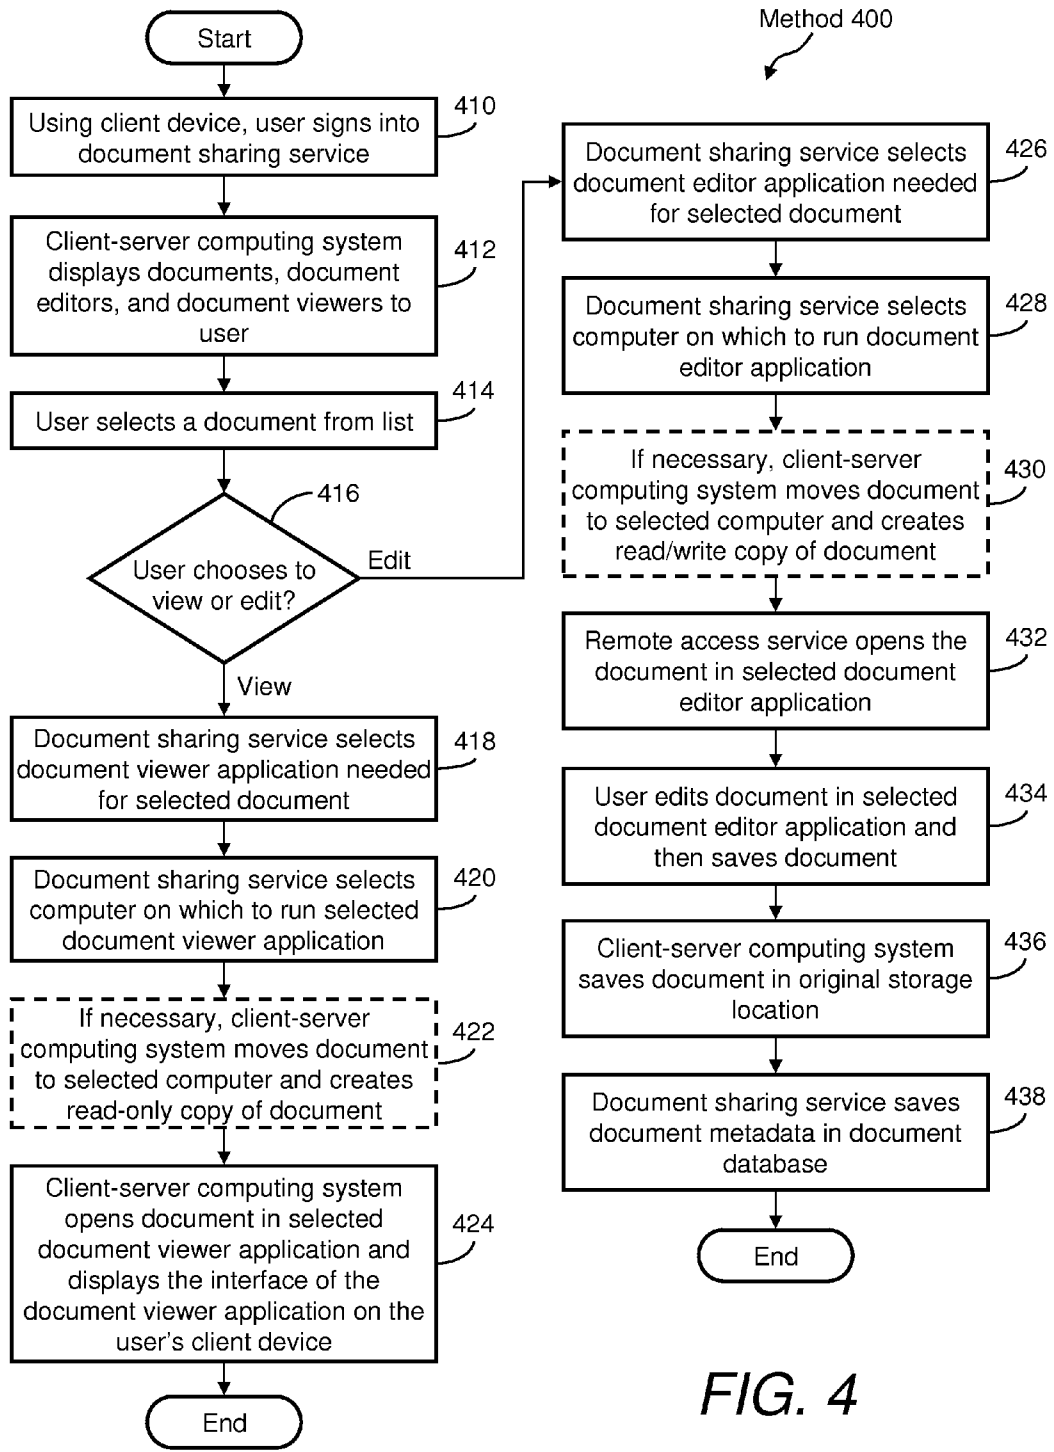 Start
Using client device, user signs into
document sharing service
410
Client-server computing system
displays documents, document
editors, and document viewers to
user
412
User selects a document from list
414
User chooses to
view or edit?
416
Edit
View
Document sharing service selects
document viewer application needed
for selected document
418
Document sharing service selects
computer on which to run selected
document viewer application
420
If necessary, client-server
computing system moves document
to selected computer and creates
read-only copy of document
422
Client-server computing system
opens document in selected
document viewer application and
displays the interface of the
document viewer application on the
user's client device
424
End
Method 400
Document sharing service selects
document editor application needed
for selected document
426
Document sharing service selects
computer on which to run document
editor application
428
If necessary, client-server
computing system moves document
to selected computer and creates
read/write copy of document
430
Remote access service opens the
document in selected document
editor application
432
User edits document in selected
document editor application and
then saves document
434
Client-server computing system
saves document in original storage
location
436
Document sharing service saves
document metadata in document
database
438
End
FIG. 4